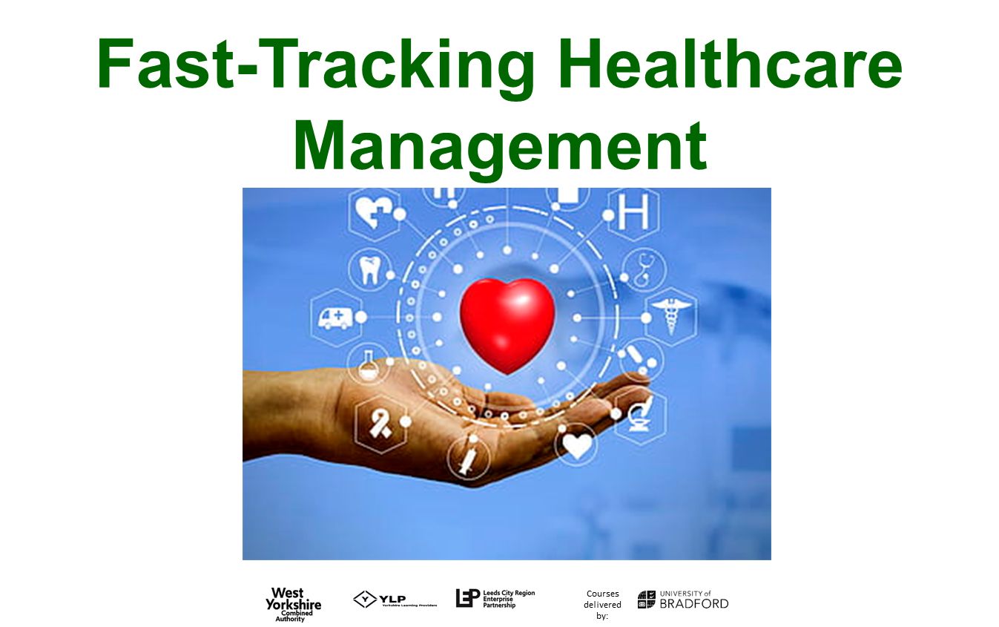 Fast-Tracking Healthcare
Management
H
West
Yorkshire
Combined
Authority
Y
YLP
Yorkshire Learning Providers
LEP
Leeds City Region
Enterprise
Partnership
Courses
delivered
by:
UNIVERSITY of
BRADFORD